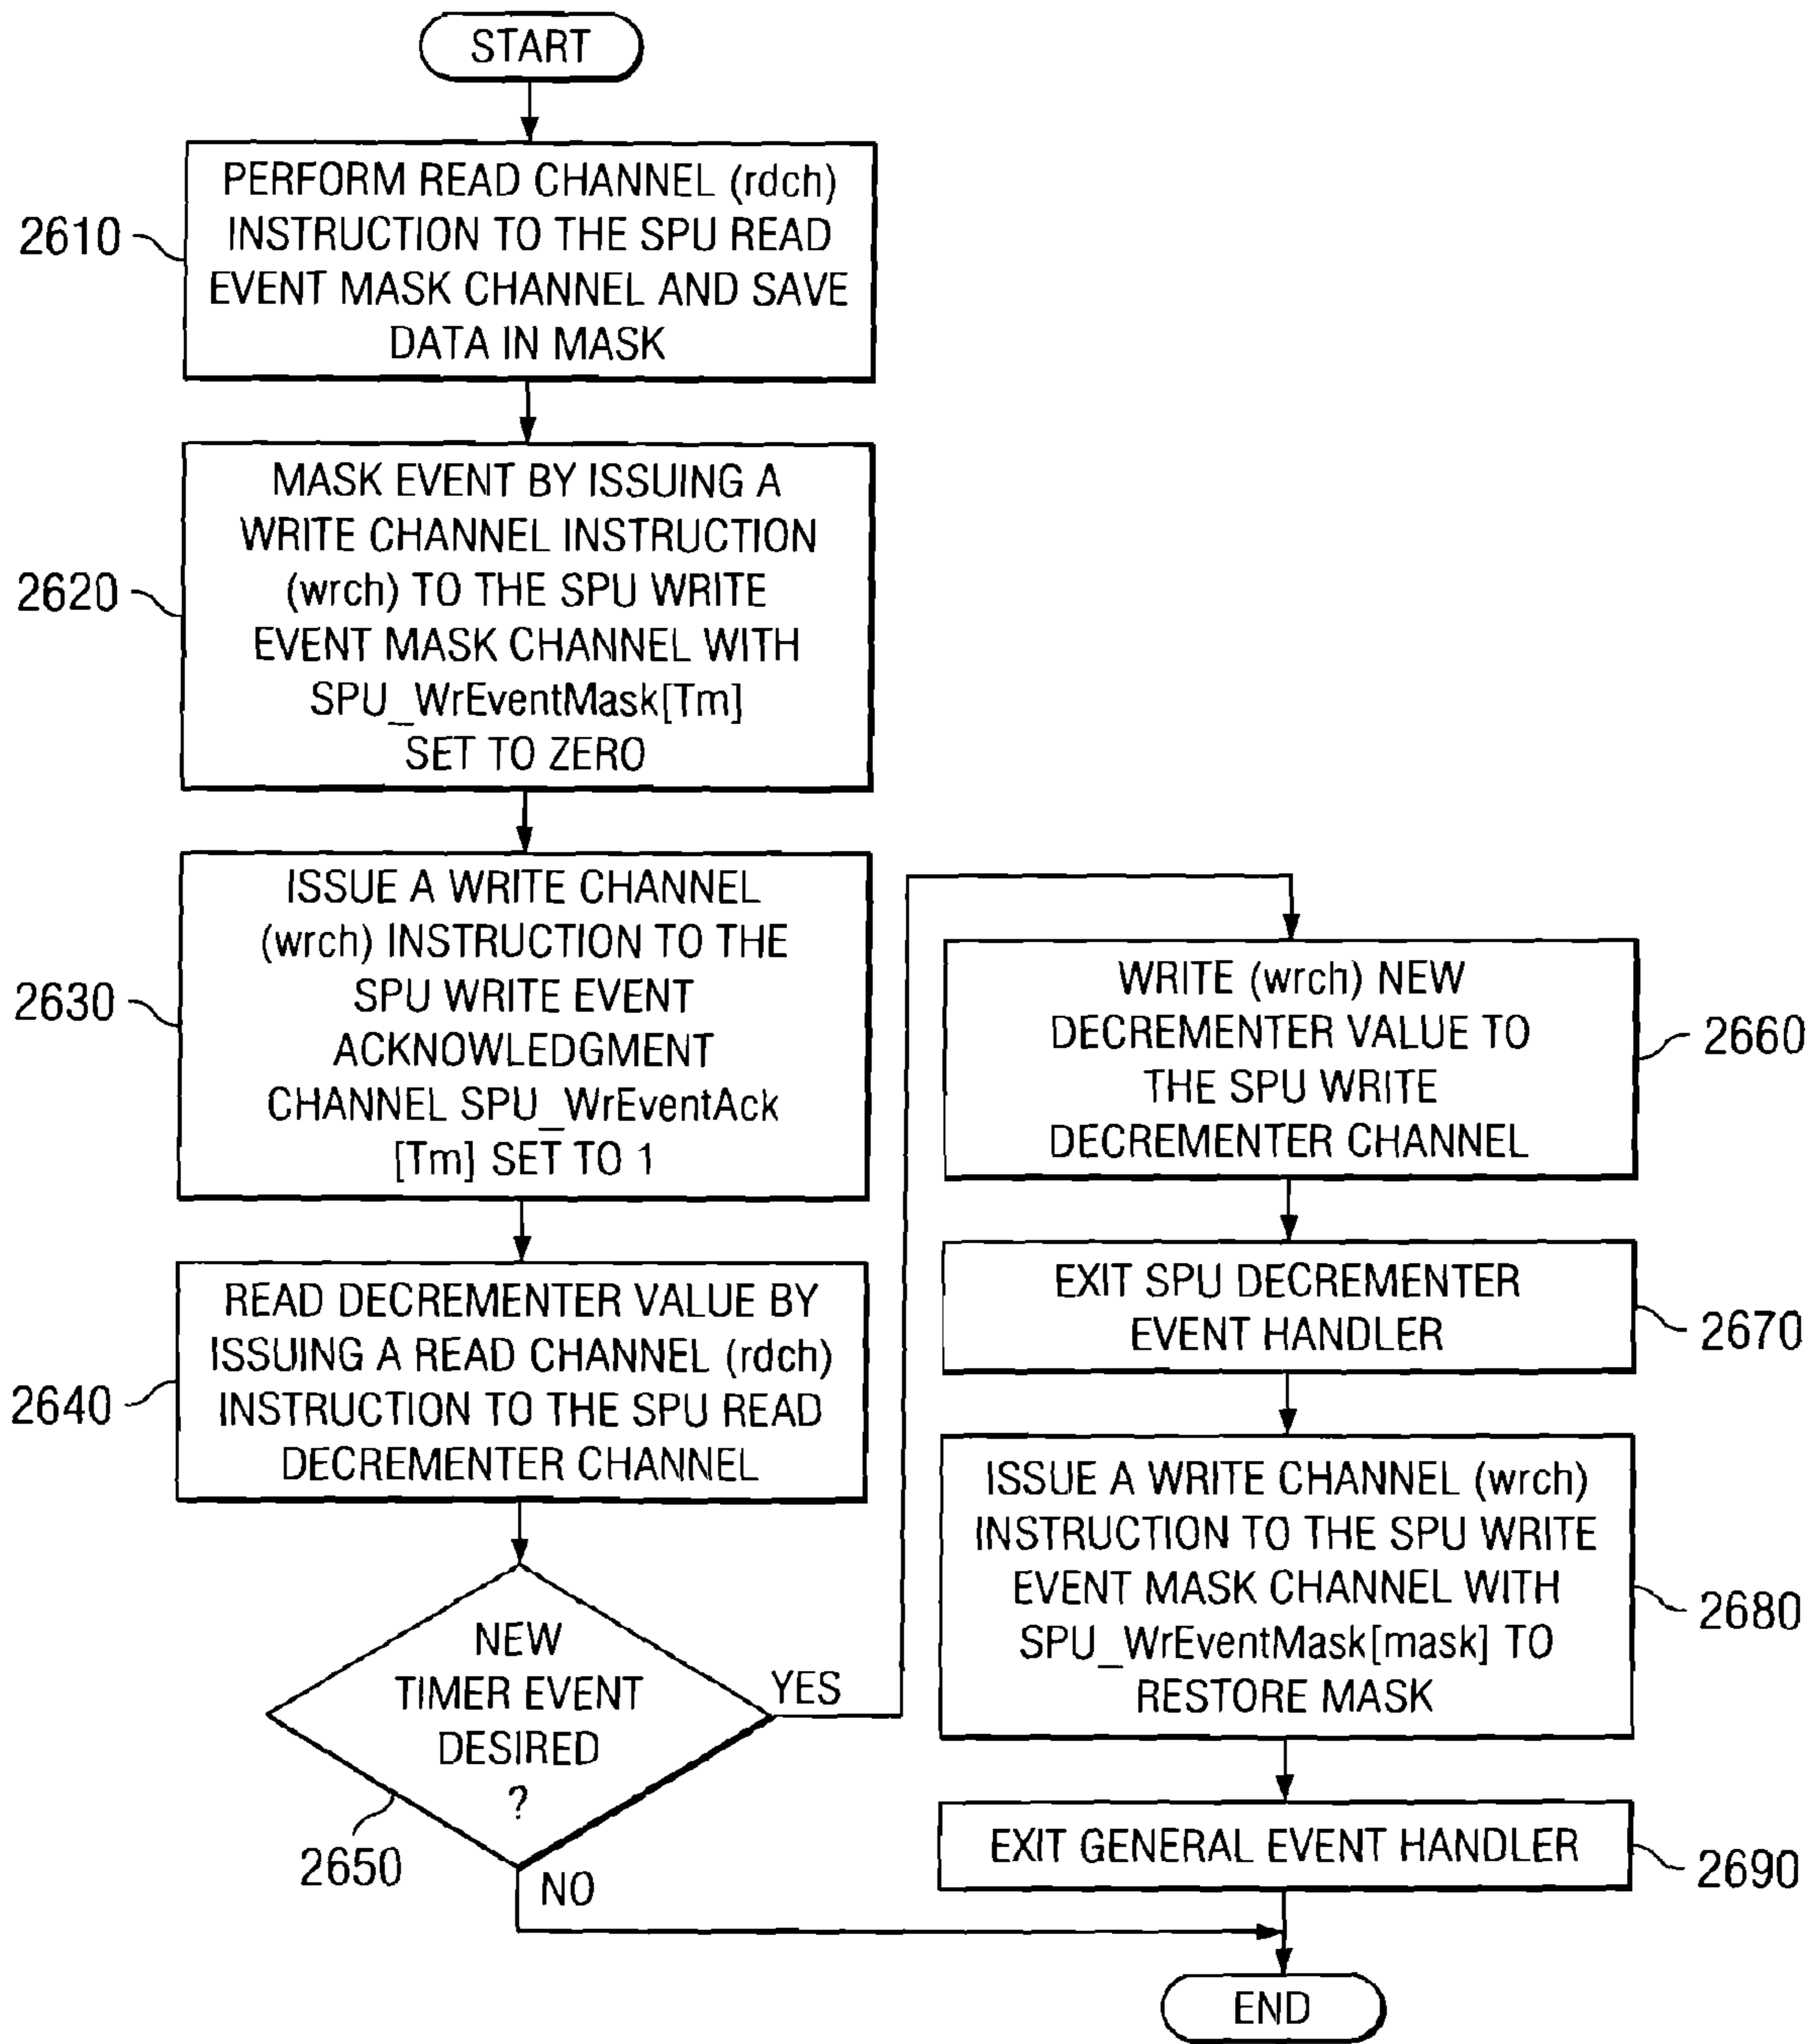 START
2610
PERFORM READ CHANNEL (rdch)
INSTRUCTION TO THE SPU READ
EVENT MASK CHANNEL AND SAVE
DATA IN MASK
2620
MASK EVENT BY ISSUING A
WRITE CHANNEL INSTRUCTION
(wrch) TO THE SPU WRITE
EVENT MASK CHANNEL WITH
SPU_WrEventMask[Tm]
SET TO ZERO
2630
ISSUE A WRITE CHANNEL
(wrch) INSTRUCTION TO THE
SPU WRITE EVENT
ACKNOWLEDGMENT
CHANNEL SPU_WrEventAck
[Tm] SET TO 1
2640
READ DECREMENTER VALUE BY
ISSUING A READ CHANNEL (rdch)
INSTRUCTION TO THE SPU READ
DECREMENTER CHANNEL
NEW
TIMER EVENT
DESIRED
?
2650
YES
NO
WRITE (wrch) NEW
DECREMENTER VALUE TO
THE SPU WRITE
DECREMENTER CHANNEL
2660
EXIT SPU DECREMENTER
EVENT HANDLER
2670
ISSUE A WRITE CHANNEL (wrch)
INSTRUCTION TO THE SPU WRITE
EVENT MASK CHANNEL WITH
SPU_WrEventMask[mask] TO
RESTORE MASK
2680
EXIT GENERAL EVENT HANDLER
2690
END